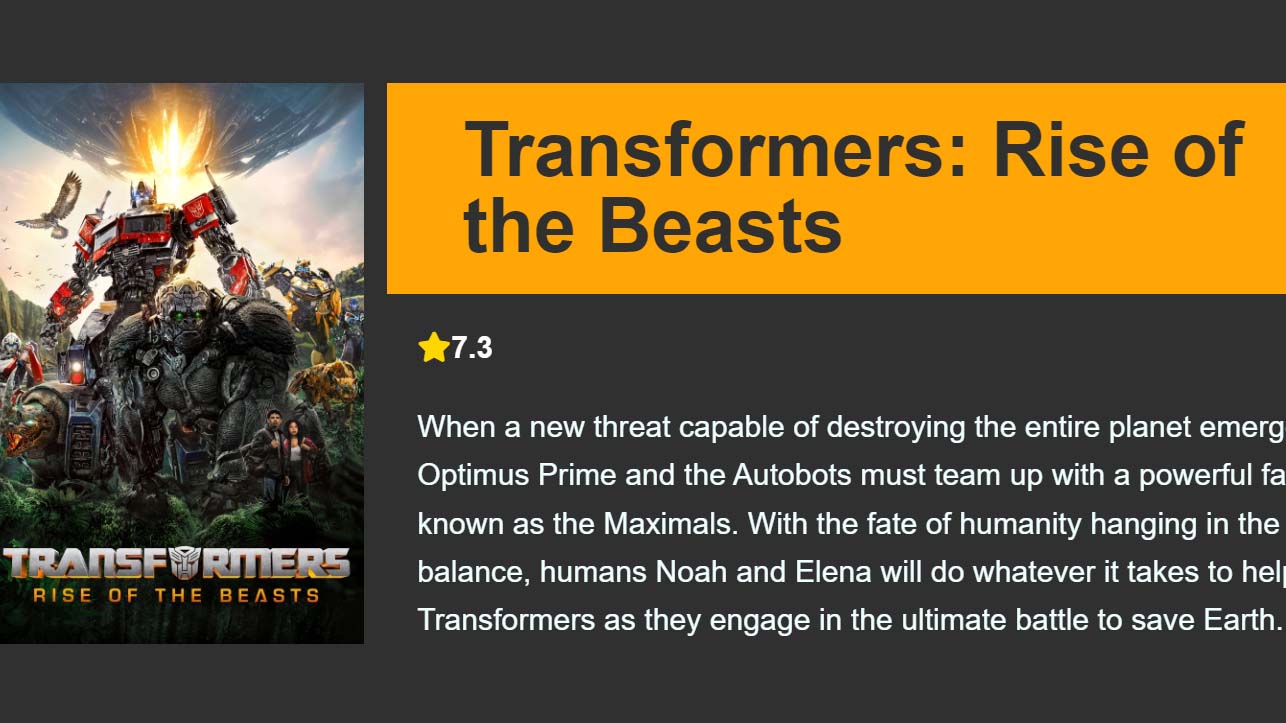 Transformers: Rise of
the Beasts
7.3
When a new threat capable of destroying the entire planet
Optimus Prime and the Autobots must team up with a powerful
known as the Maximals. With the fate of humanity hanging in the
balance, humans Noah and Elena will do whatever it takes to
Transformers as they engage in the ultimate battle to save Earth.
TRANSFORMERS
RISE OF THE BEASTS